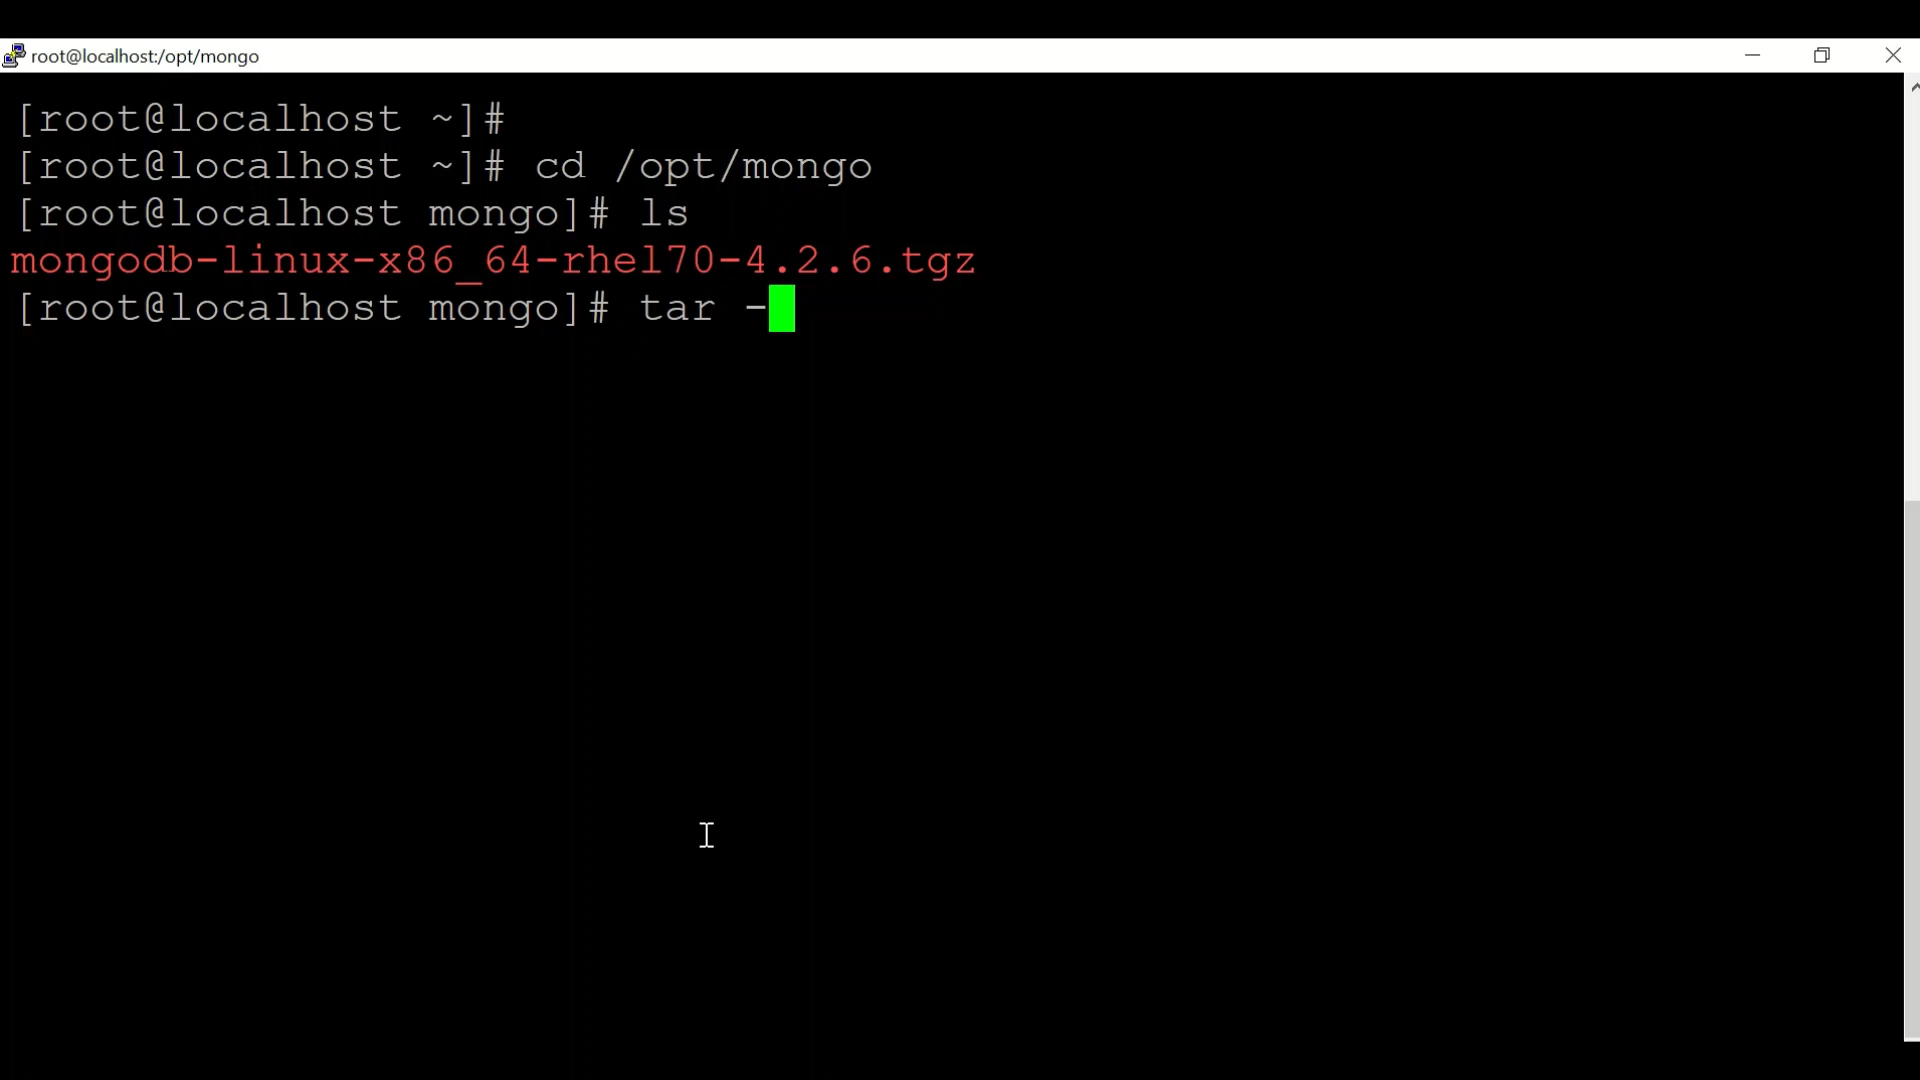 root@localhost:/opt/mongo
[root@localhost ~]#
[root@localhost ~]# cd /opt/mongo
[root@localhost mongo]# ls
mongodb-linux-x86_64-rhel70-4.2.6.tgz
[root@localhost mongo]# tar -